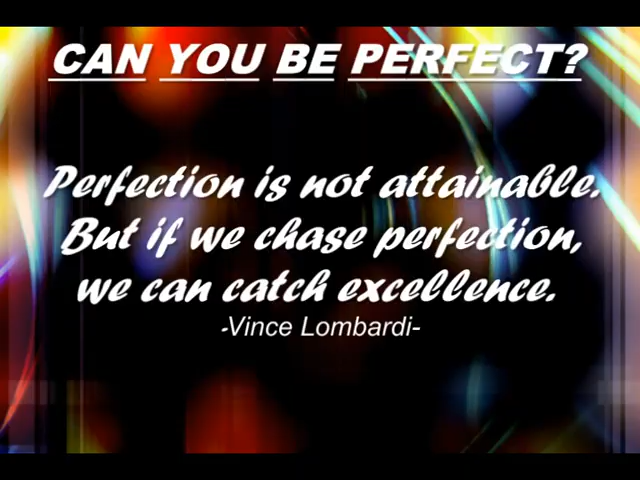 CAN YOU BE PERFECT?
Perfection is not attainable.
But if we chase perfection,
we can catch excellence.
-Vince Lombardi-